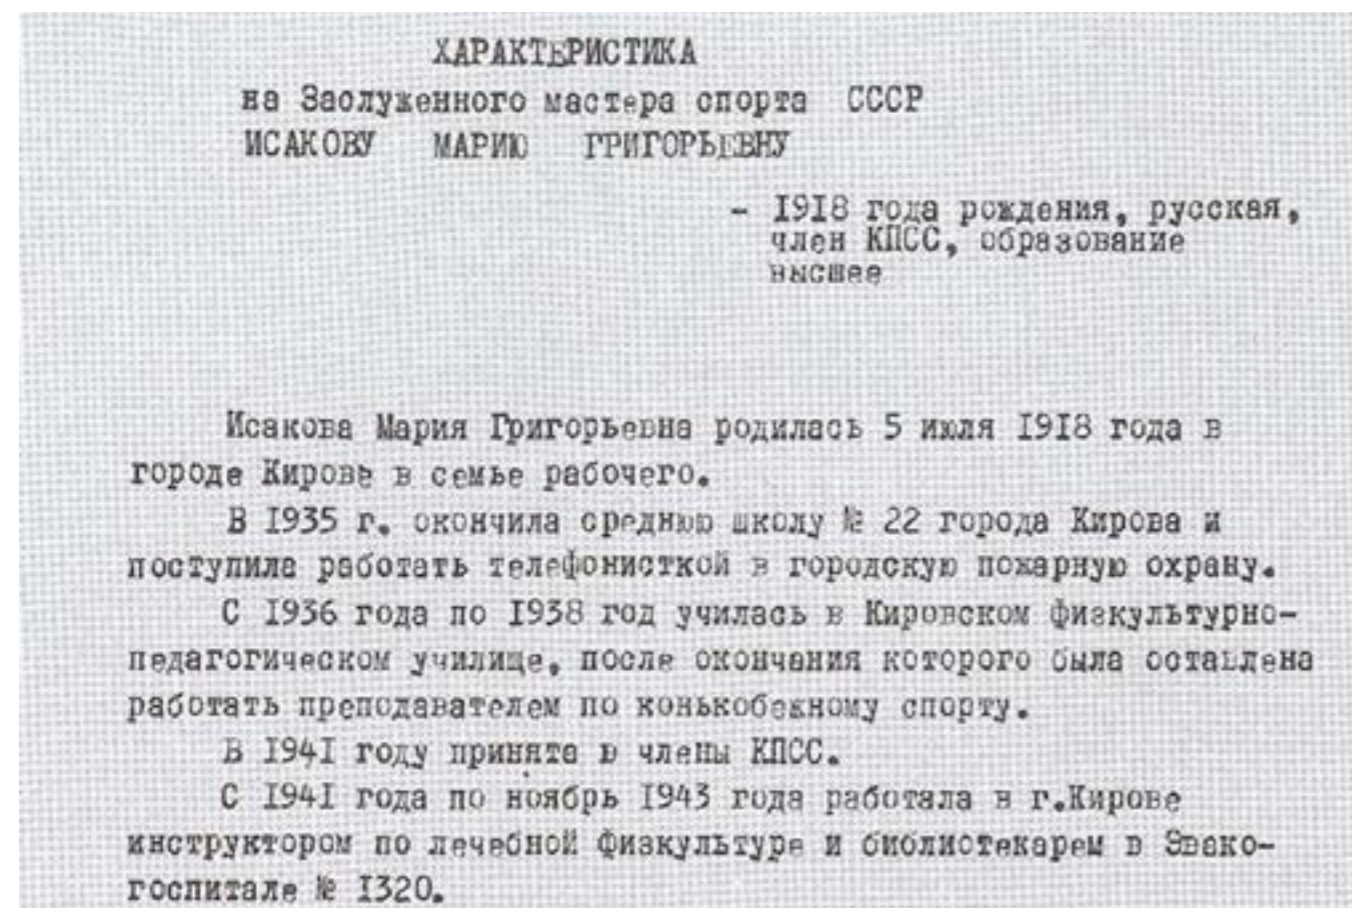 ХАРАКТЕРИСТИКА
на Заслуженного мастера спорта СССР
ИСАКОВУ МАРИЮ ГРИГОРЬЕВНУ
- 1918 года рождения, русская,
член КПСС, образование
высшее
Исакова Мария Григорьевна родилась 5 июля 1918 года в
городе Кирове в семье рабочего.
В 1935 г. окончила среднюю школу № 22 города Кирова и
поступила работать телефонисткой в городскую пожарную охрану.
С 1936 года по 1938 год училась в Кировском физкультурно-
педагогическом училище, после окончания которого была оставлена
работать преподавателем по конькобежному спорту.
В 1941 году принята в члены КПСС.
С 1941 года по ноябрь 1943 года работала в г.Кирове
инструктором по лечебной физкультуре и библиотекарем в Эвако-
госпитале № 1320.